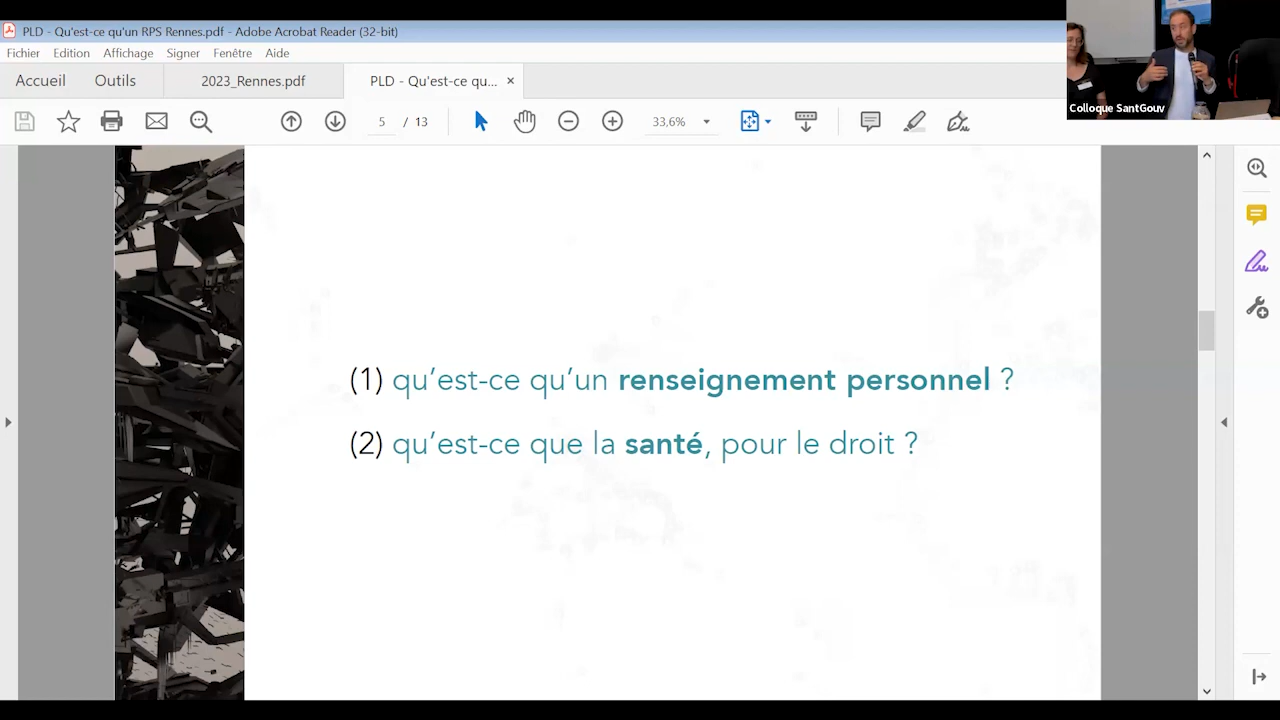 PLD - Qu'est-ce qu'un RPS Rennes.pdf - Adobe Acrobat Reader (32-bit)
Fichier Edition Affichage Signer Fenêtre Aide
Accueil Outils 2023_Rennes.pdf PLD - Qu'est-ce qu... ×
5 / 13 33,6%
Colloque SantGouv
(1) qu’est-ce qu’un renseignement personnel ?
(2) qu’est-ce que la santé, pour le droit ?